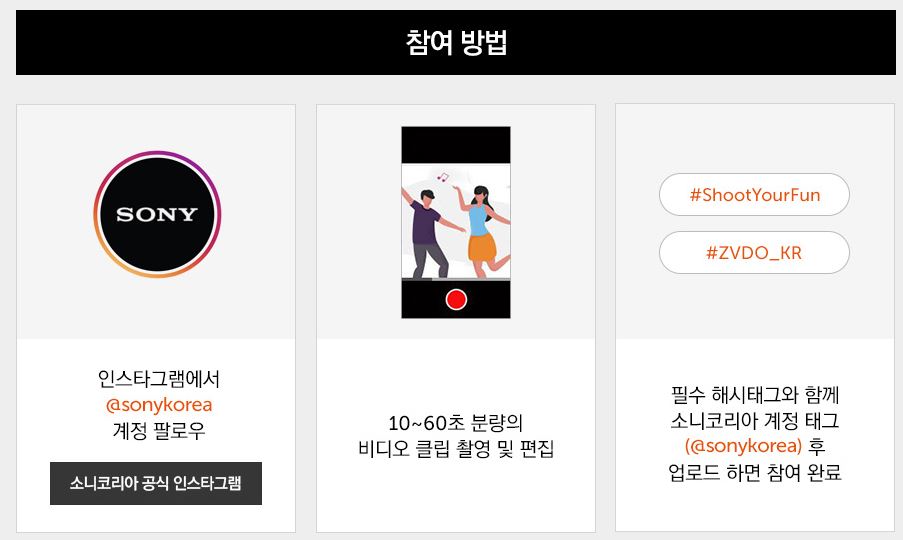 참여 방법
SONY
인스타그램에서
@sonykorea
계정 팔로우
소니코리아 공식 인스타그램
10~60초 분량의
비디오 클립 촬영 및 편집
#ShootYourFun
#ZVDO_KR
필수 해시태그와 함께
소니코리아 계정 태그
(@sonykorea) 후
업로드 하면 참여 완료